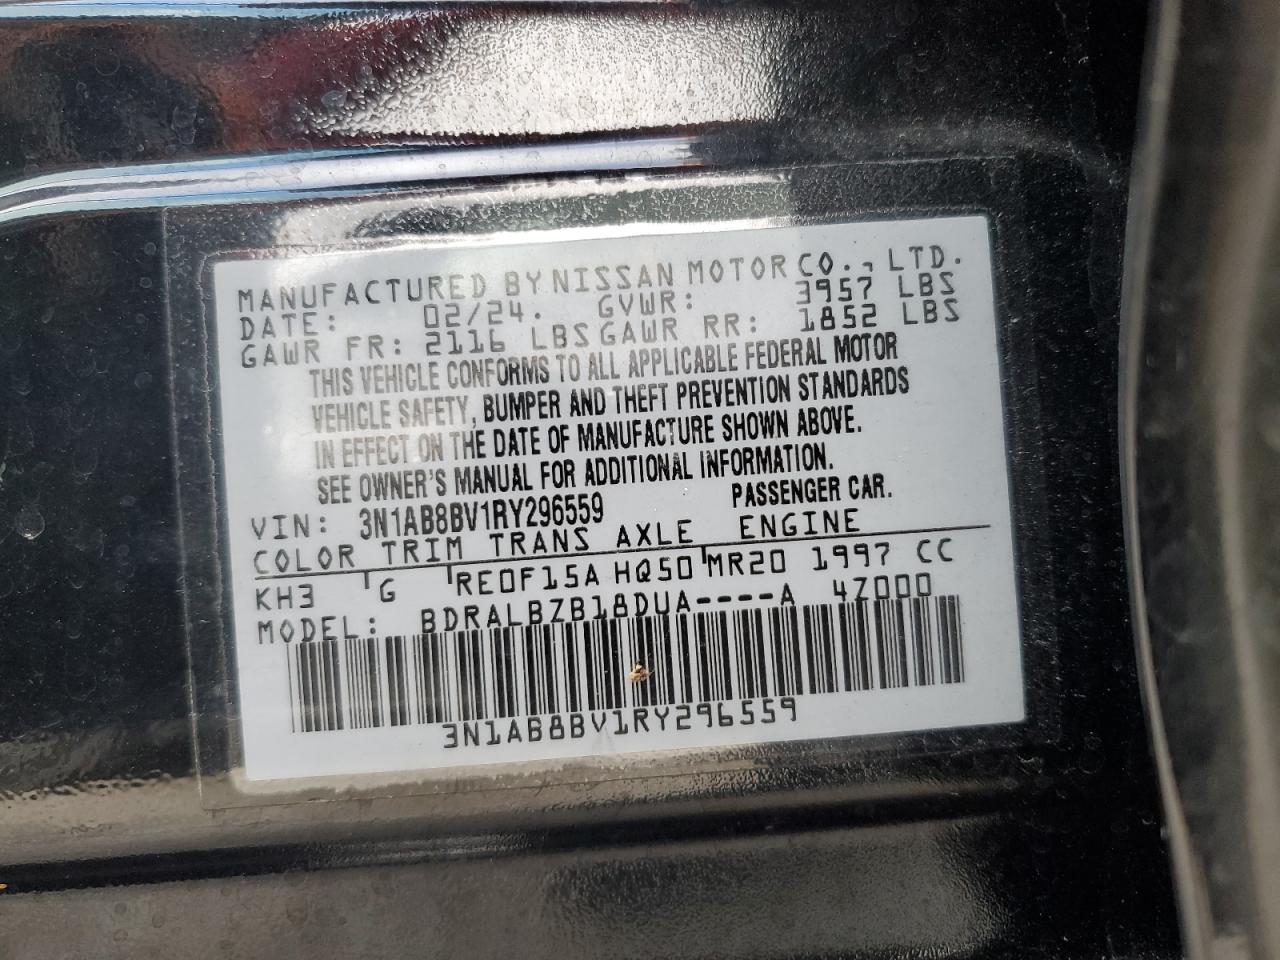 MANUFACTURED BY NISSAN MOTOR CO., LTD.
DATE: 02/24. GVWR: 3957 LBS
GAWR FR: 2116 LBS GAWR RR: 1852 LBS
THIS VEHICLE CONFORMS TO ALL APPLICABLE FEDERAL MOTOR
VEHICLE SAFETY, BUMPER AND THEFT PREVENTION STANDARDS
IN EFFECT ON THE DATE OF MANUFACTURE SHOWN ABOVE.
SEE OWNER'S MANUAL FOR ADDITIONAL INFORMATION.
VIN: 3N1AB8BV1RY296559 PASSENGER CAR.
COLOR TRIM TRANS AXLE ENGINE
KH3 G RE0F15A HQ50 MR20 1997 CC
MODEL: BDRALBZB18DUA----A 4Z000
3N1AB8BV1RY296559